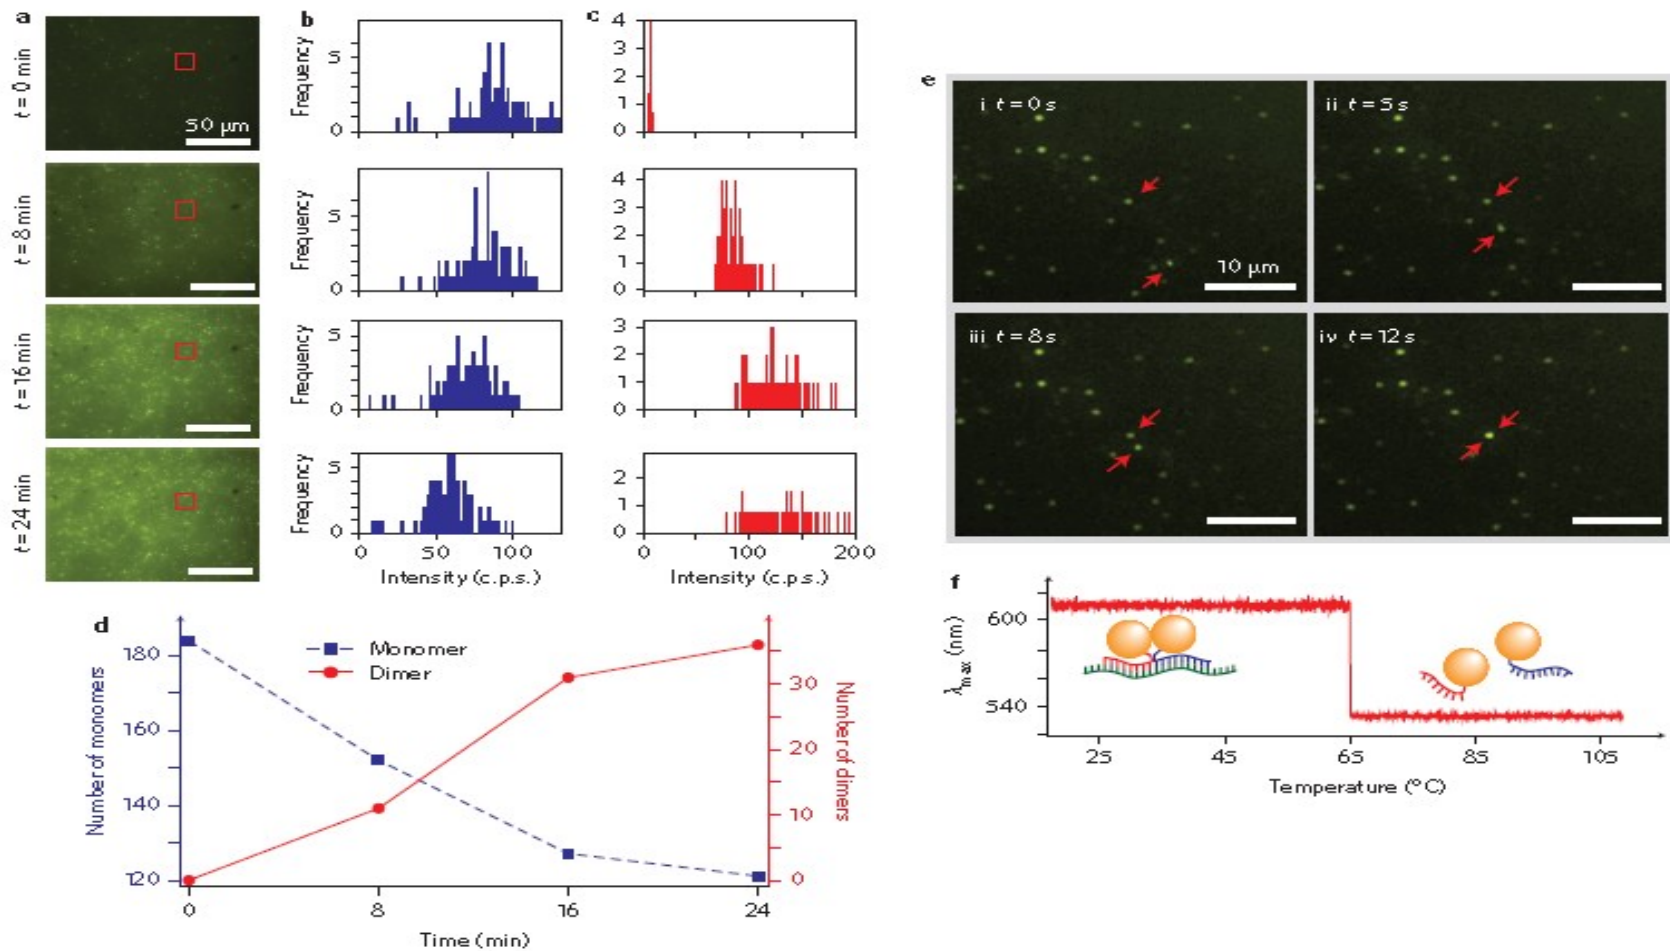 a
t = 0 min
50 μm
t = 8 min
t = 16 min
t = 24 min
b
Frequency
5
0
Frequency
5
0
Frequency
5
0
Frequency
5
0
0 50 100
Intensity (c.p.s.)
c
4
3
2
1
0
4
3
2
1
0
3
2
1
0
2
1
0
0 100 200
Intensity (c.p.s.)
d
Monomer
Dimer
Number of monomers
180
160
140
120
Number of dimers
30
20
10
0
0 8 16 24
Time (min)
e
i t = 0 s
10 μm
ii t = 5 s
iii t = 8 s
iv t = 12 s
f
λmax (nm)
600
540
25 45 65 85 105
Temperature (°C)